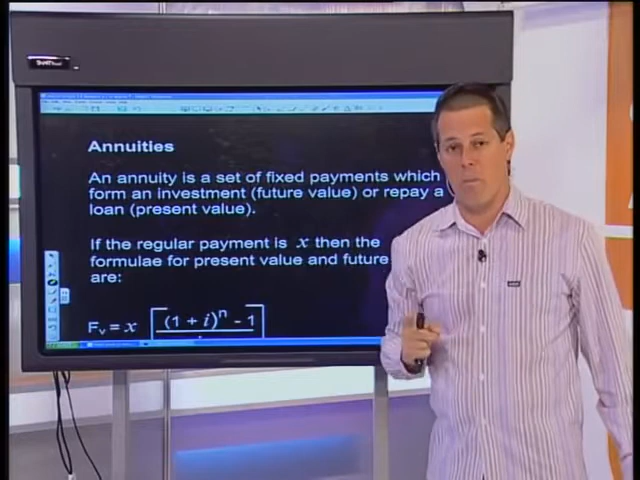 Annuities
An annuity is a set of fixed payments which
form an investment (future value) or repay a
loan (present value).
If the regular payment is x then the
formulae for present value and future
are:
Fv = x [ (1 + i)ⁿ - 1